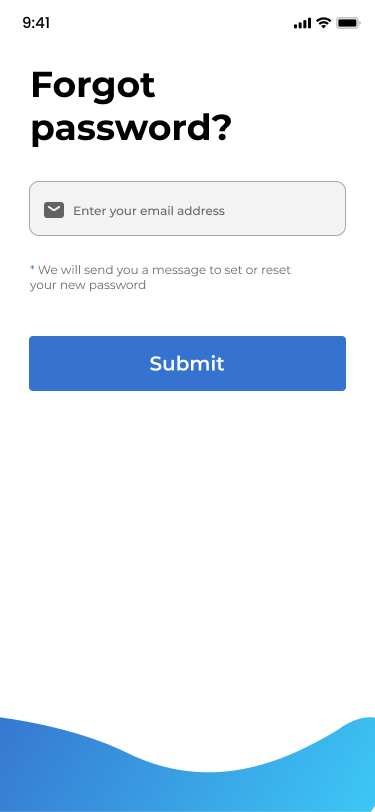 9:41
Forgot
password?
Enter your email address
* We will send you a message to set or reset
your new password
Submit